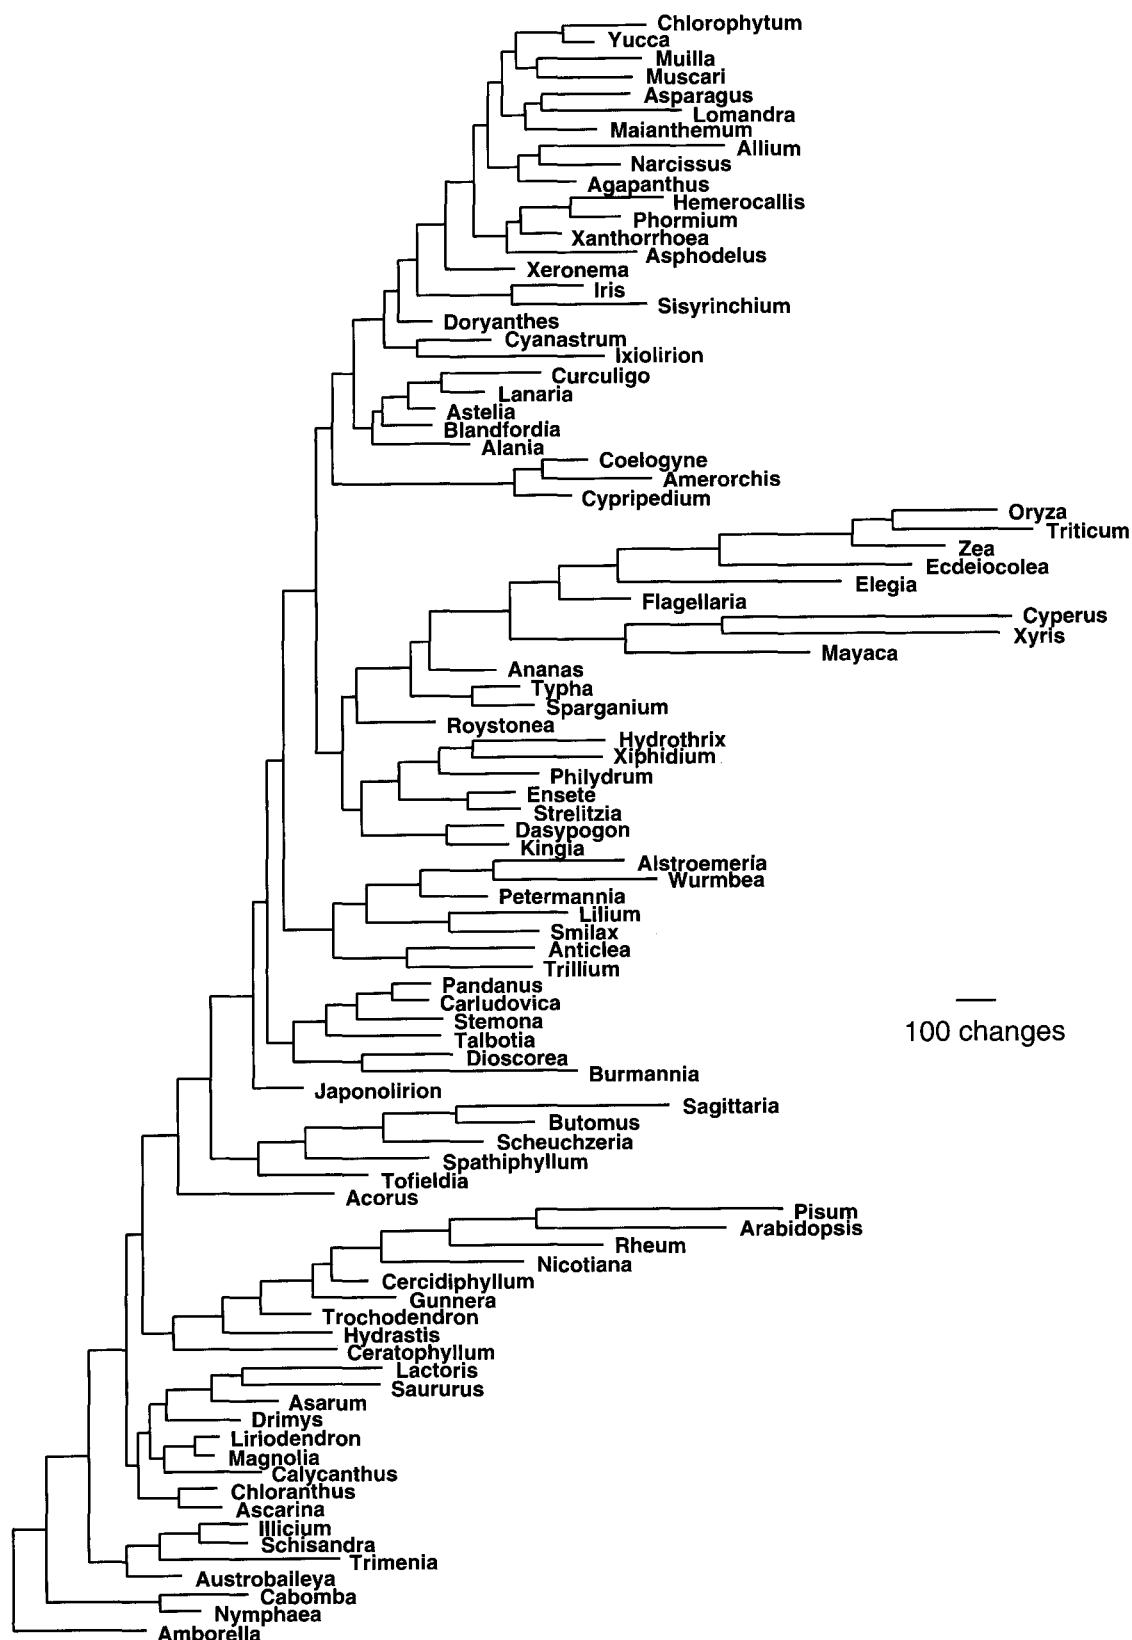 Chlorophytum
Yucca
Muilla
Muscari
Asparagus
Lomandra
Maianthemum
Allium
Narcissus
Agapanthus
Hemerocallis
Phormium
Xanthorrhoea
Asphodelus
Xeronema
Iris
Sisyrinchium
Doryanthes
Cyanastrum
Ixiolirion
Curculigo
Lanaria
Astelia
Blandfordia
Alania
Coelogyne
Amerorchis
Cypripedium
Oryza
Triticum
Zea
Ecdeiocolea
Elegia
Flagellaria
Cyperus
Xyris
Mayaca
Ananas
Typha
Sparganium
Roystonea
Hydrothrix
Xiphidium
Philydrum
Ensete
Strelitzia
Dasypogon
Kingia
Alstroemeria
Wurmbea
Petermannia
Lilium
Smilax
Anticlea
Trillium
Pandanus
Carludovica
Stemona
100 changes
Talbotia
Dioscorea
Burmannia
Japonolirion
Sagittaria
Butomus
Scheuchzeria
Spathiphyllum
Tofieldia
Acorus
Pisum
Arabidopsis
Rheum
Nicotiana
Cercidiphyllum
Gunnera
Trochodendron
Hydrastis
Ceratophyllum
Lactoris
Saururus
Asarum
Drimys
Liriodendron
Magnolia
Calycanthus
Chloranthus
Ascarina
Illicium
Schisandra
Trimenia
Austrobaileya
Cabomba
Nymphaea
Amborella